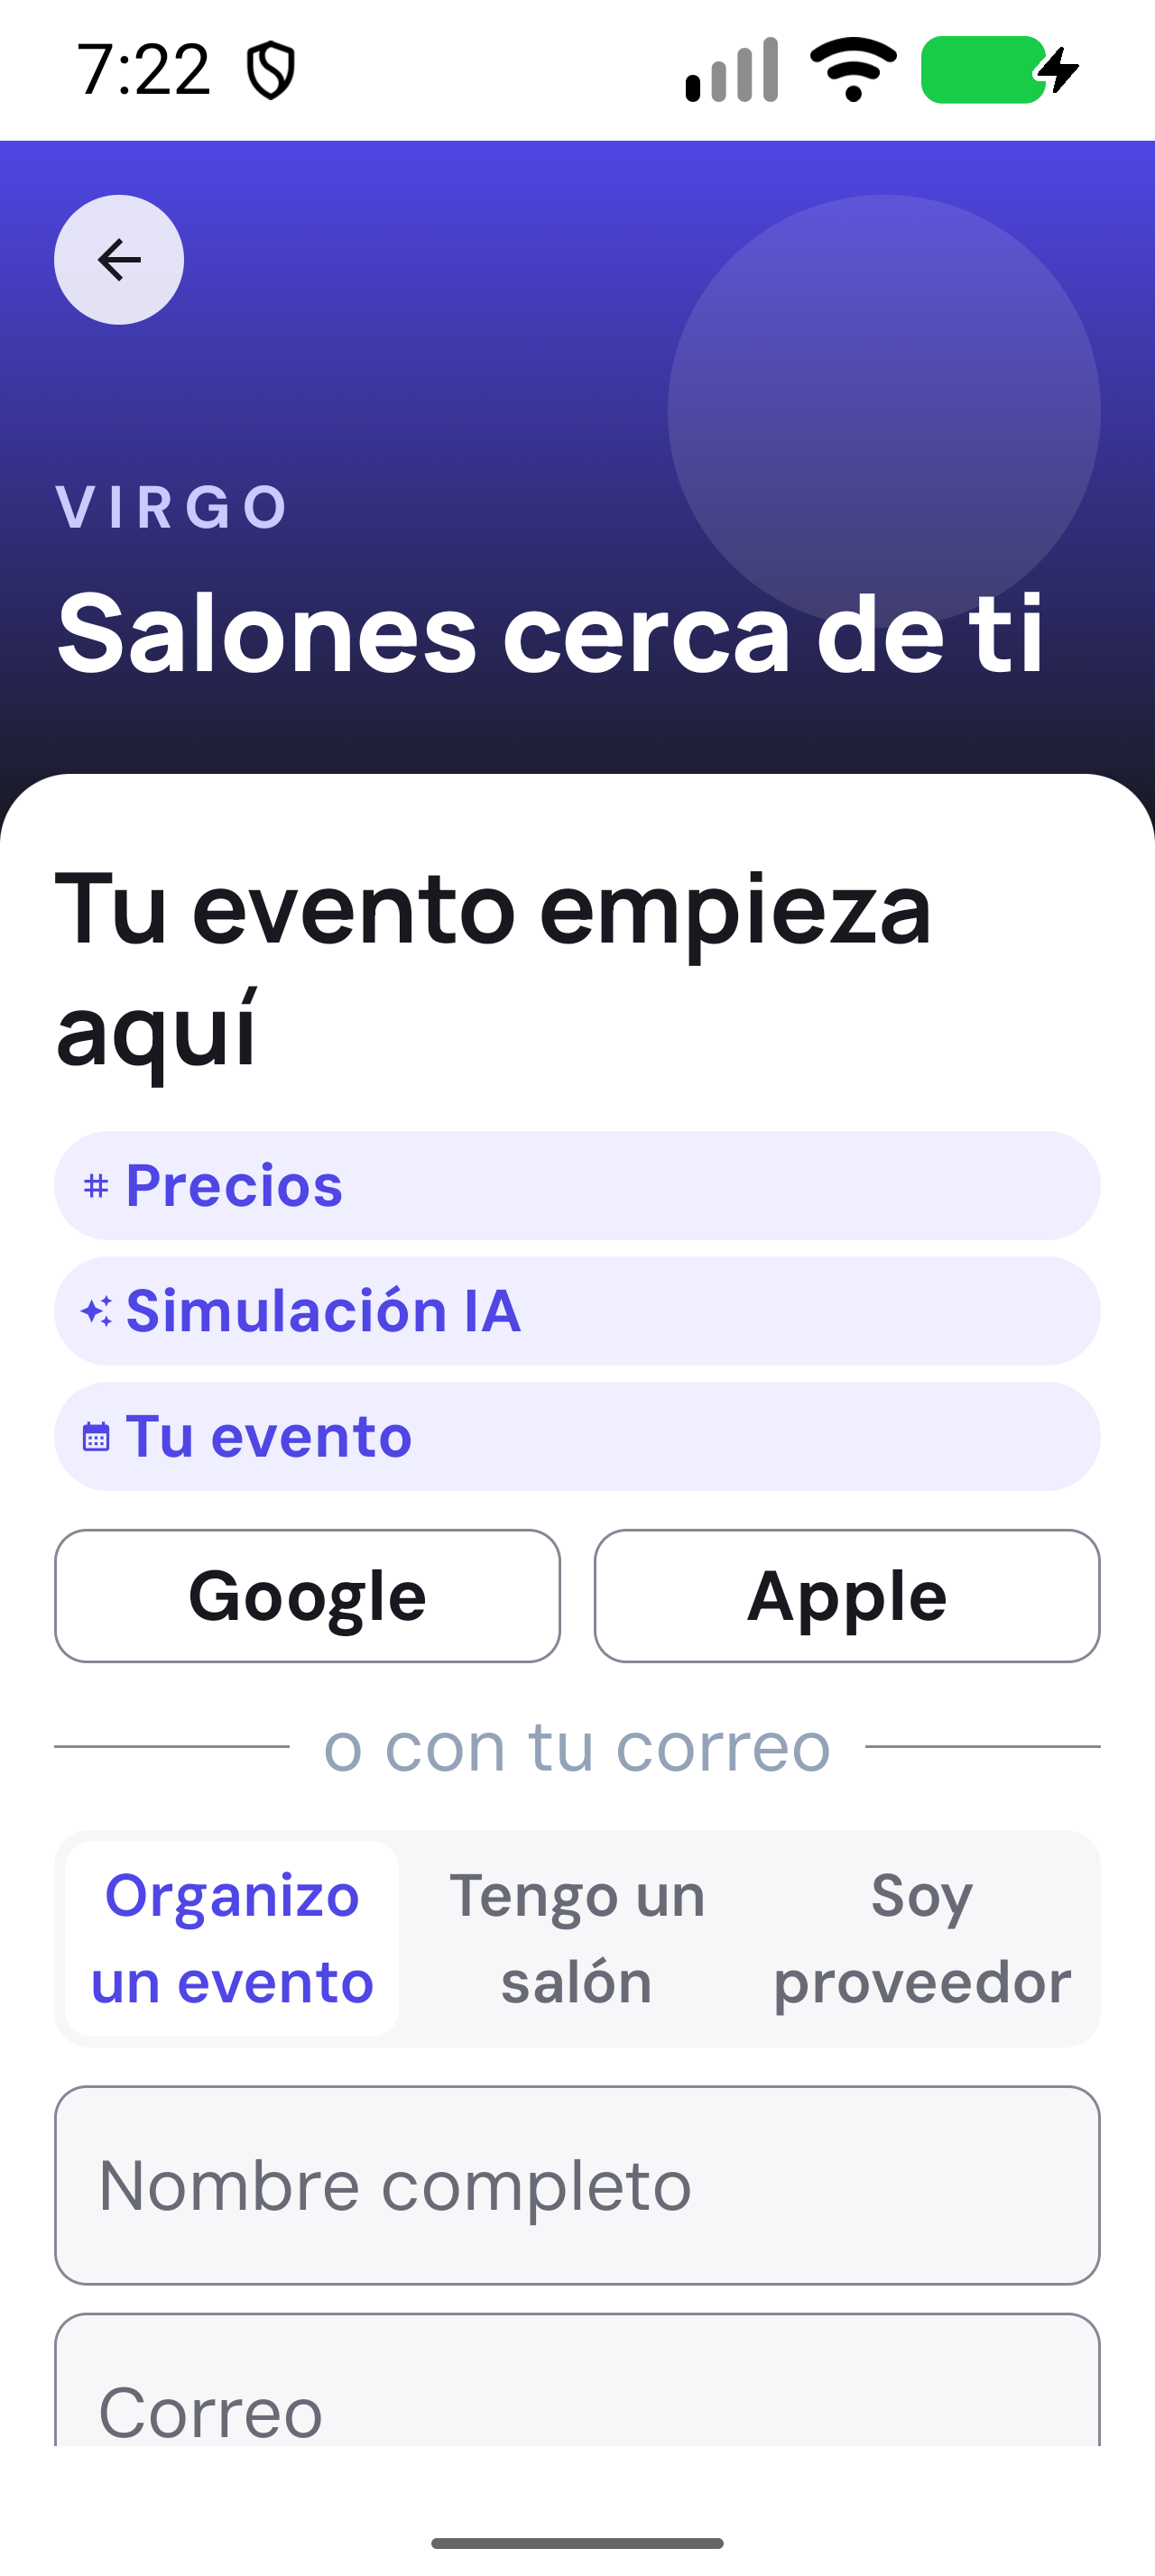 7:22
VIRGO
Salones cerca de ti
Tu evento empieza
aquí
Precios
Simulación IA
Tu evento
Google
Apple
o con tu correo
Organizo
un evento
Tengo un
salón
Soy
proveedor
Nombre completo
Correo